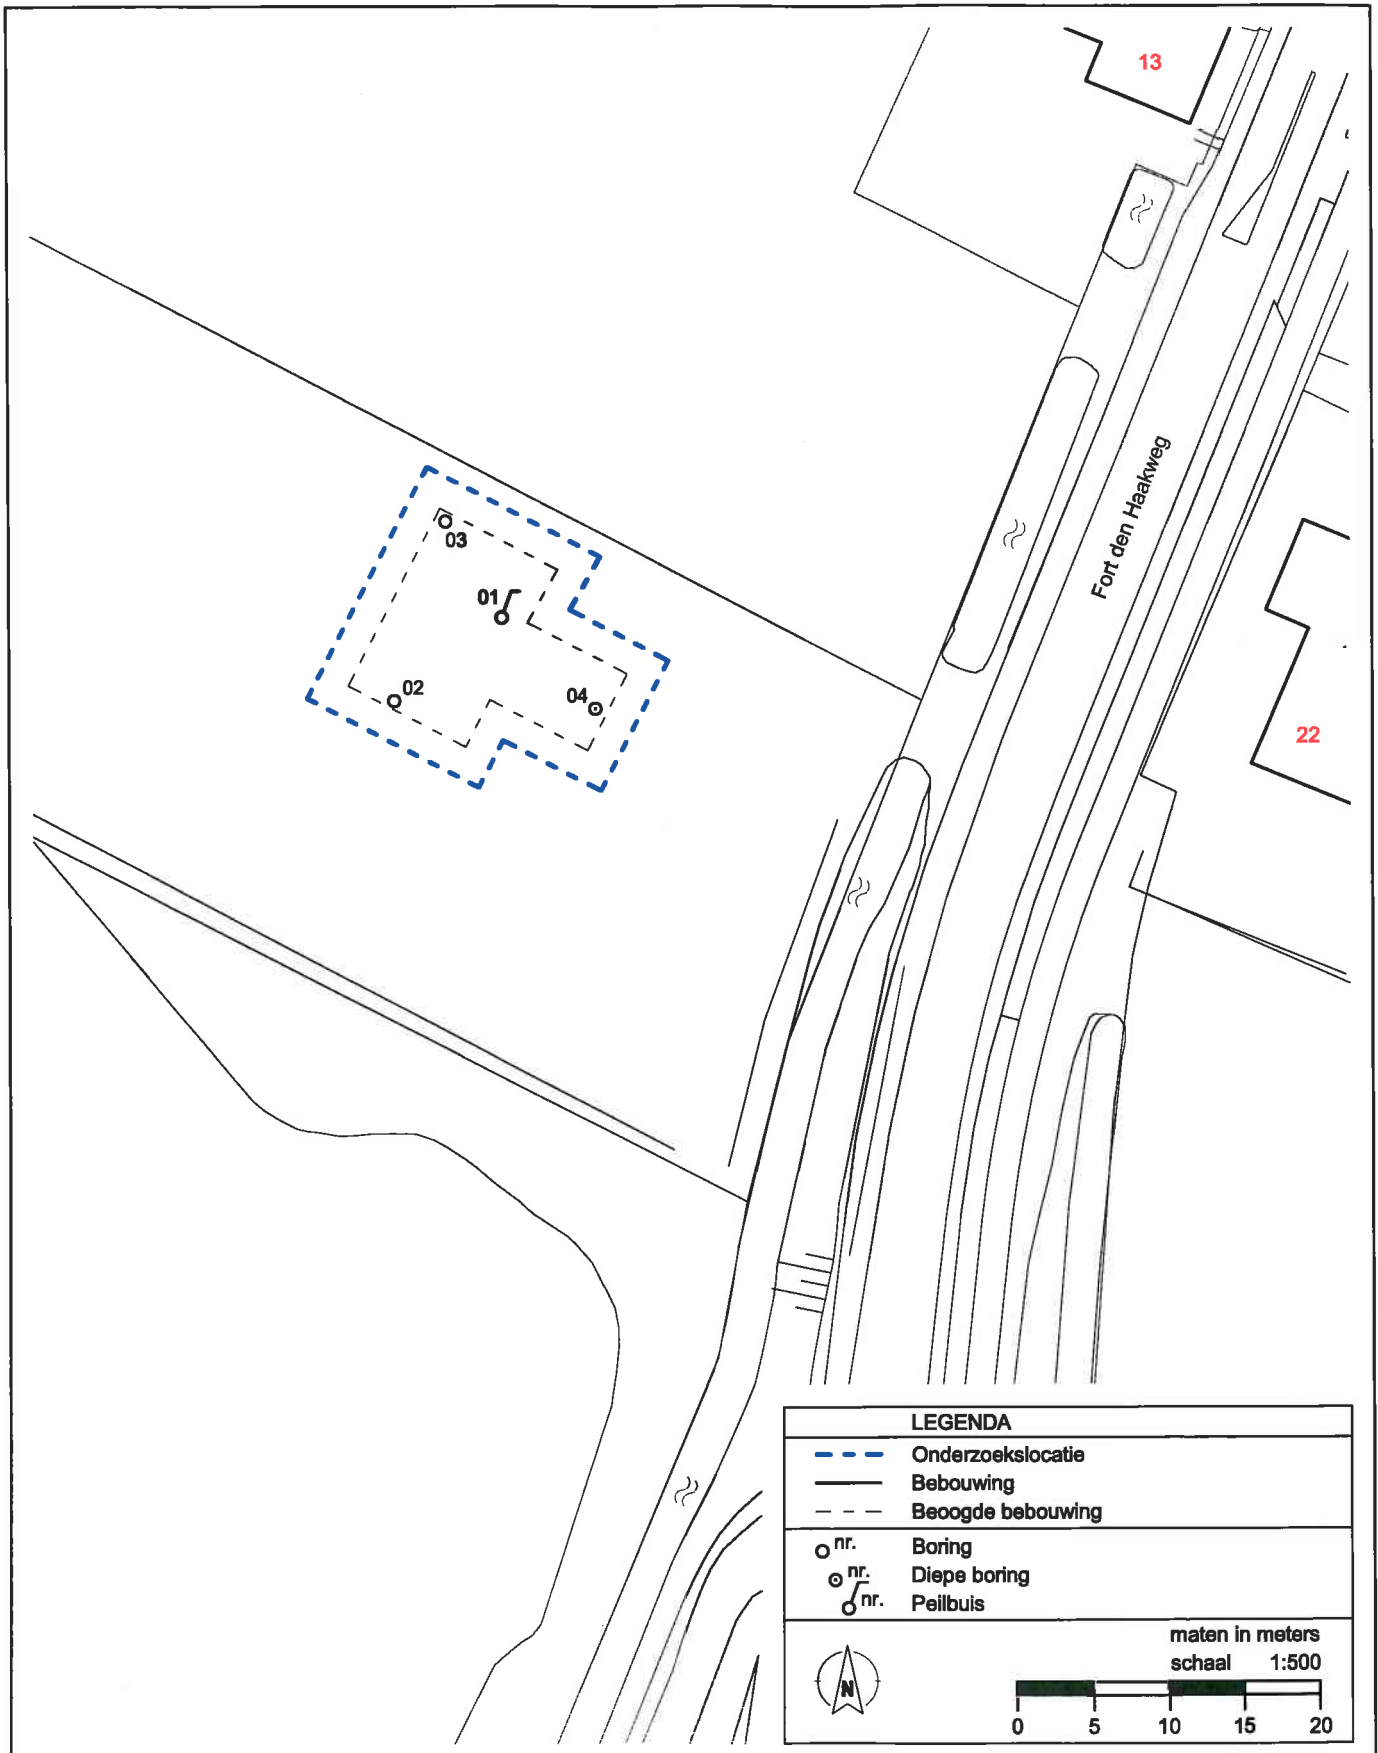 13
Fort den Haakweg
03
01
02
04
22
LEGENDA
Onderzoekslocatie
Bebouwing
Beoogde bebouwing
nr. Boring
nr. Diepe boring
nr. Peilbuis
maten in meters
schaal 1:500
N
0 5 10 15 20